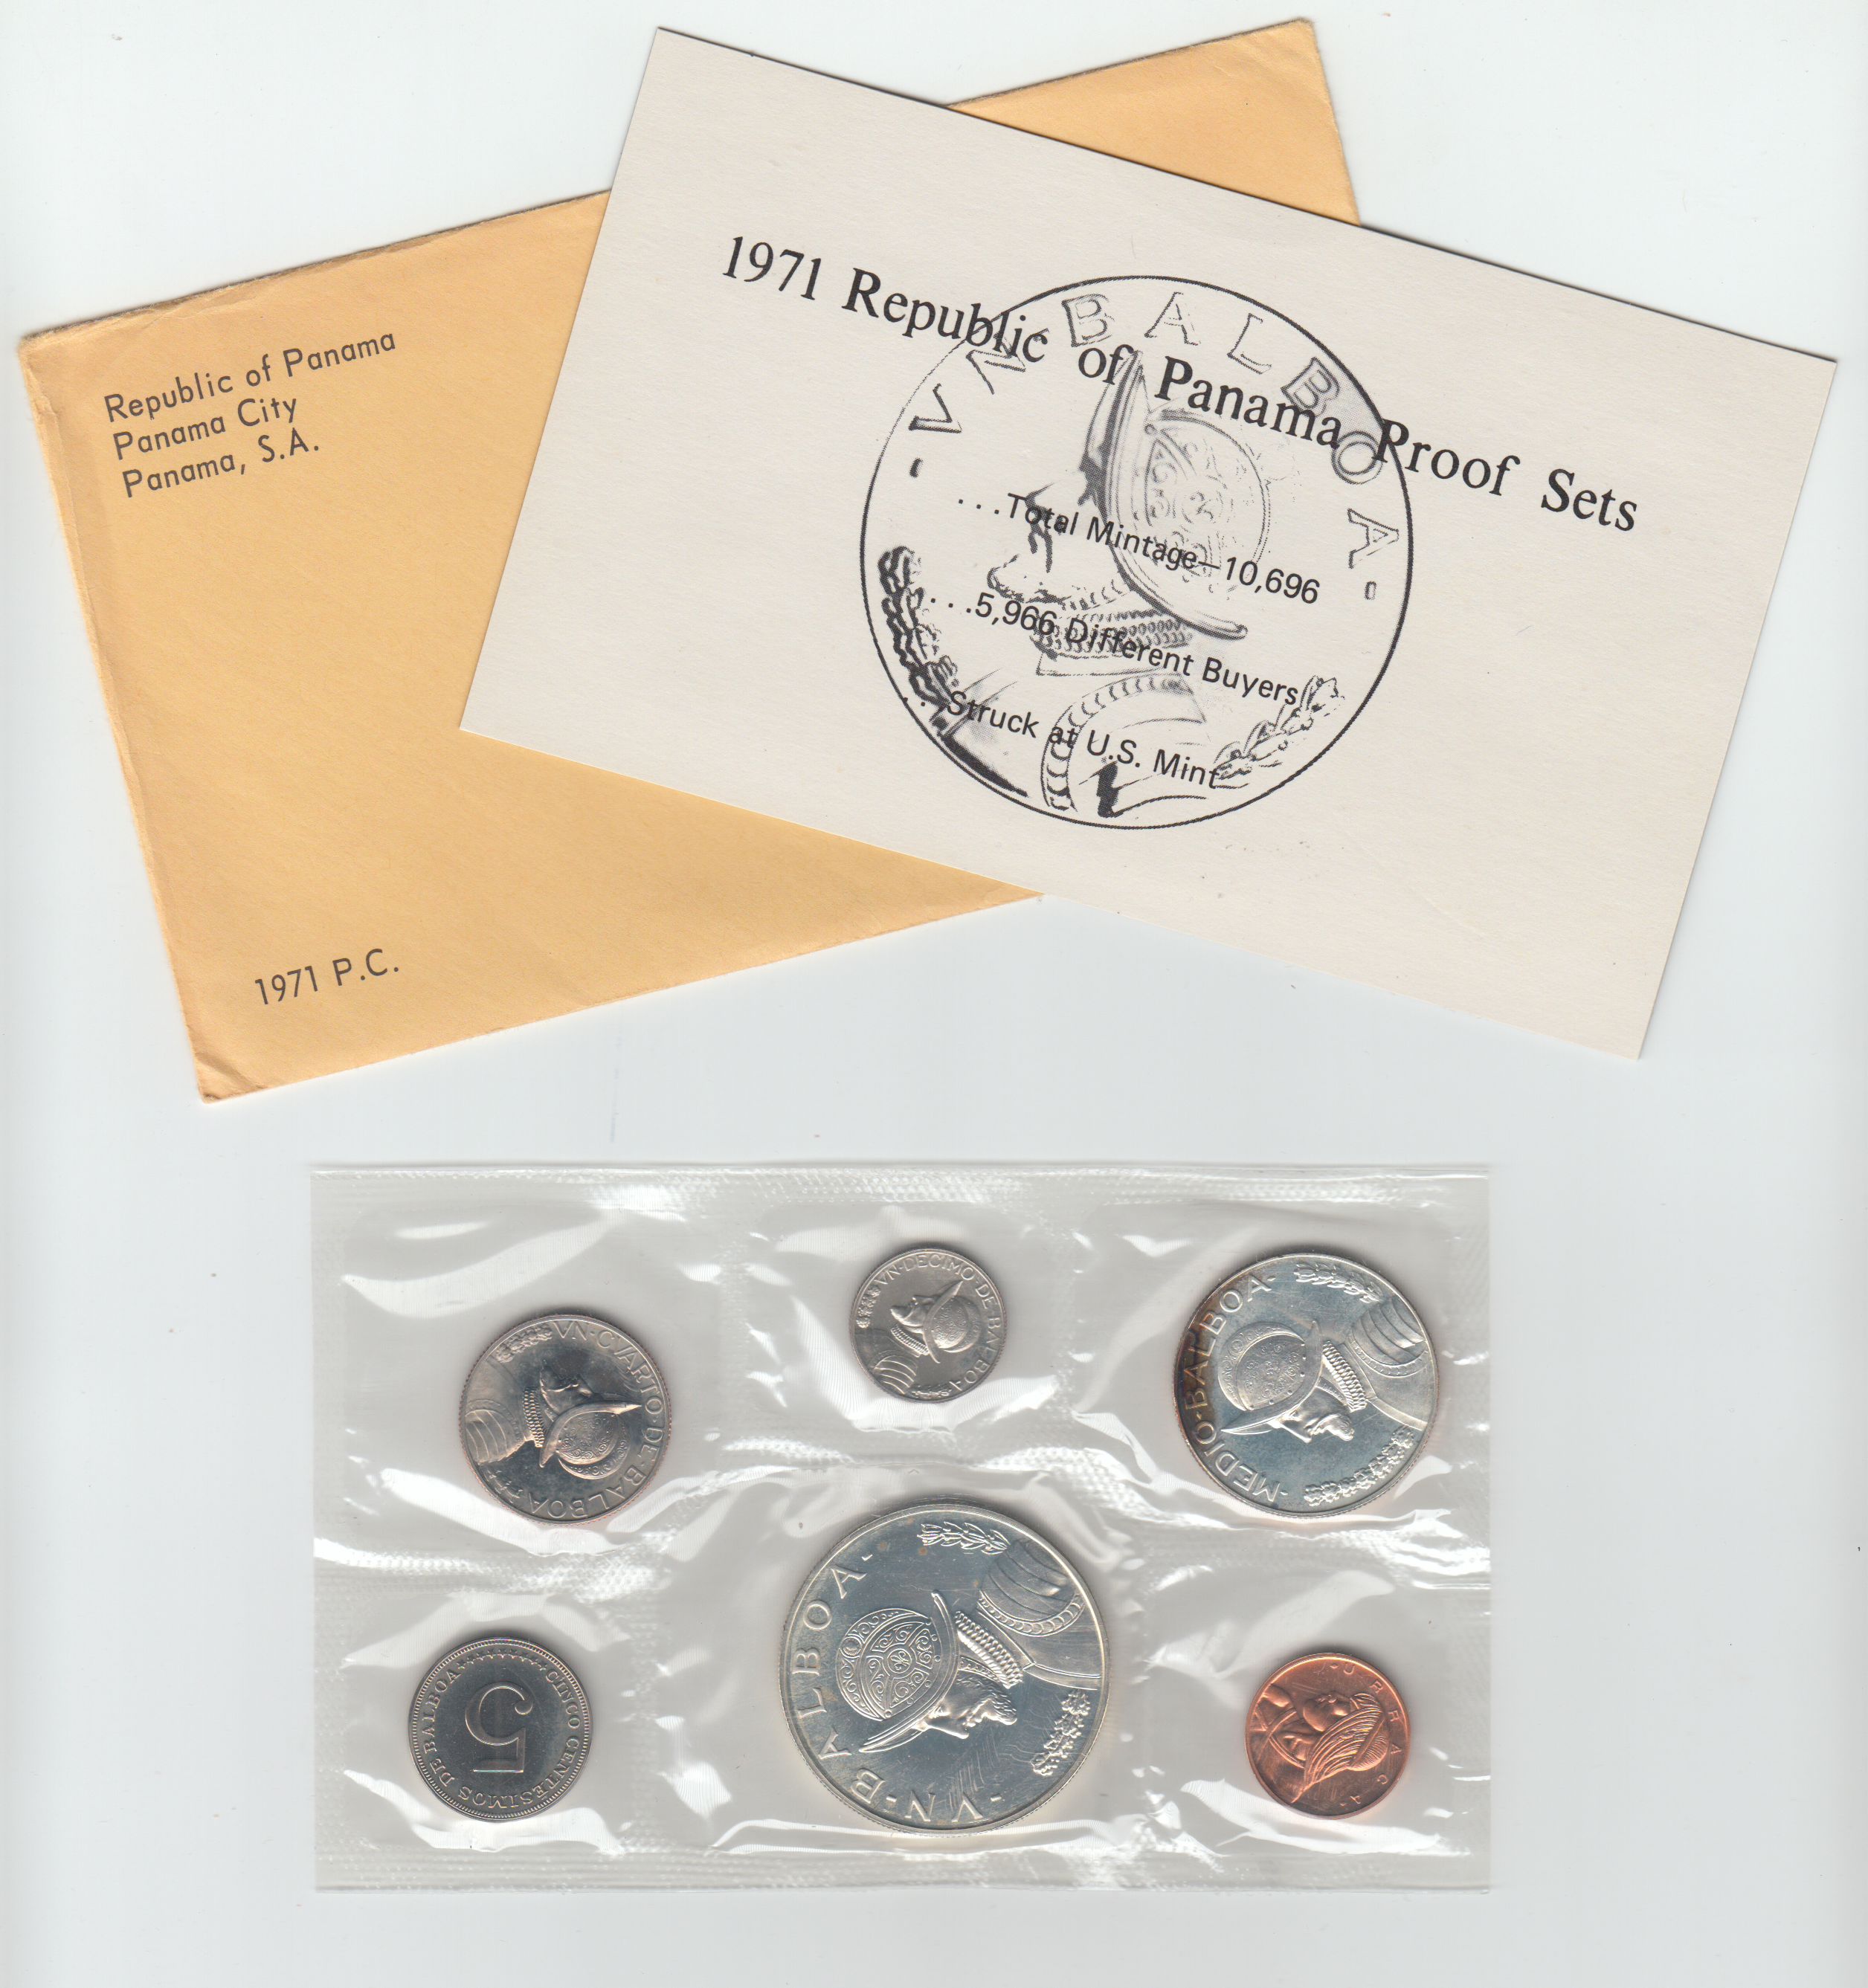 Republic of Panama
Panama City
Panama, S.A.
1971 P.C.
1971 Republic of Panama Proof Sets
- VN BALBOA -
...Total Mintage—10,696
...5,966 Different Buyers
...Struck at U.S. Mint
VN·DECIMO·DE·BALBOA
VN·CVARTO·DE·BALBOA
-MEDIO·BALBOA-
5
CINCO CENTESIMOS DE BALBOA
-VN·BALBOA-
URRACA